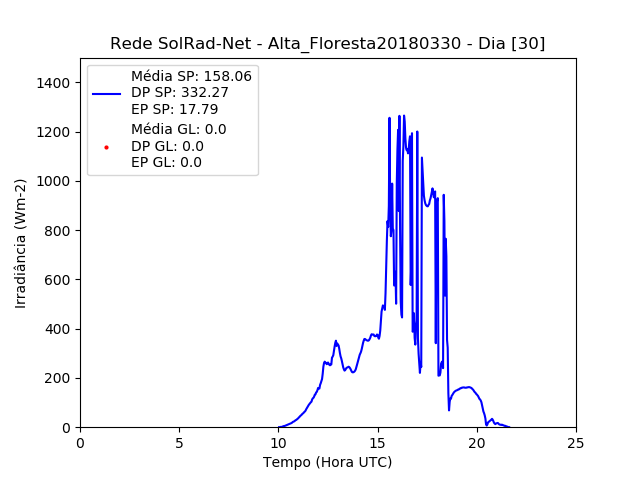 Rede SolRad-Net - Alta_Floresta20180330 - Dia [30]
Média SP: 158.06
DP SP: 332.27
EP SP: 17.79
Média GL: 0.0
DP GL: 0.0
EP GL: 0.0
1400
1200
1000
800
600
400
200
0
Irradiância (Wm-2)
0 5 10 15 20 25
Tempo (Hora UTC)